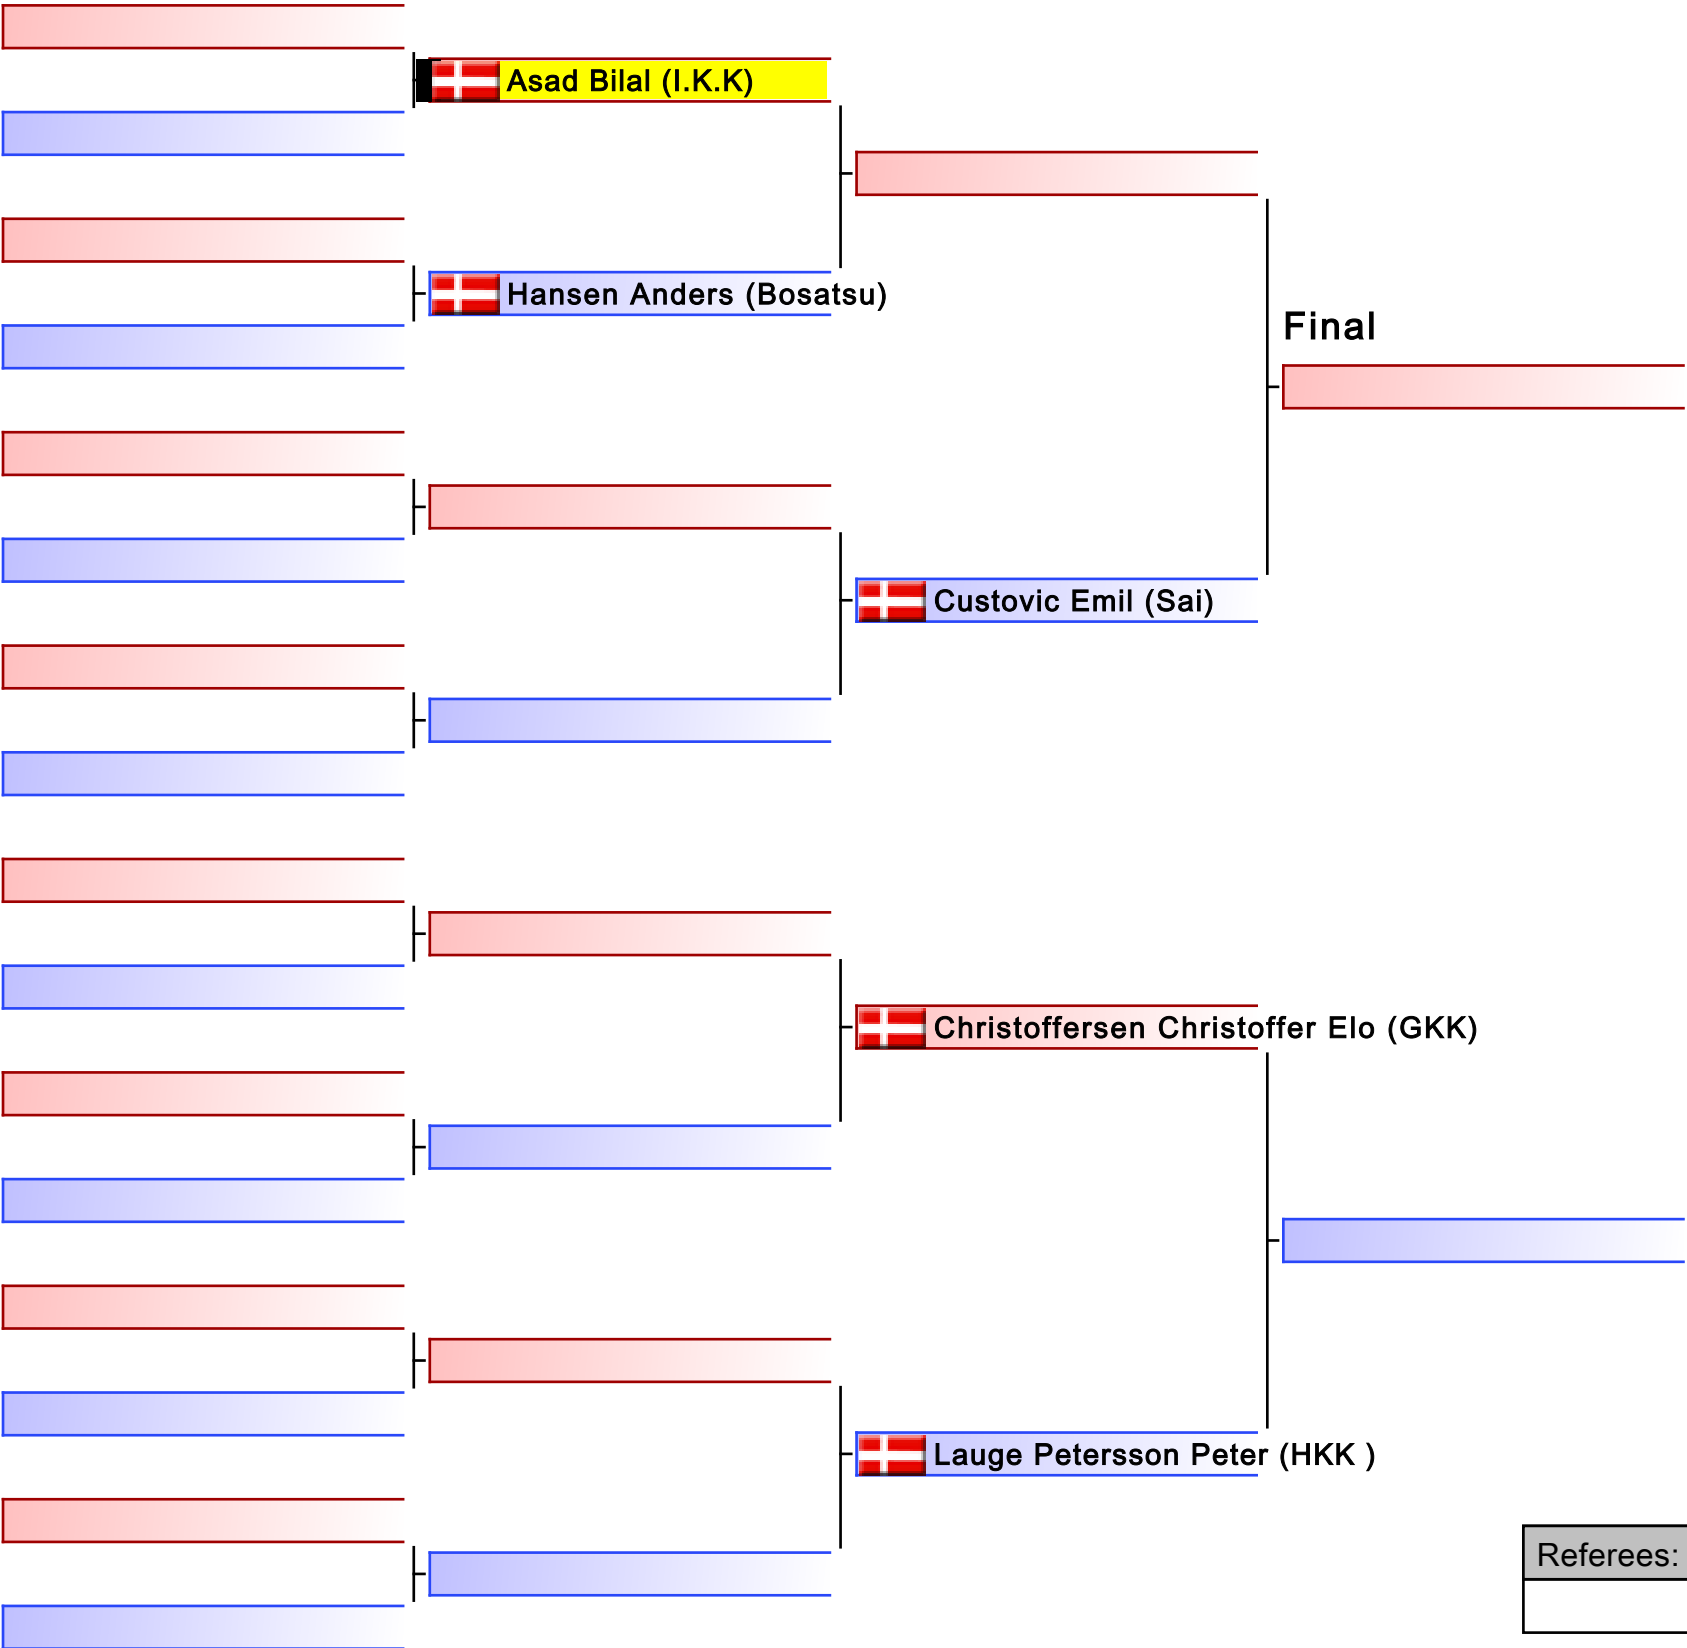 Asad Bilal (I.K.K)
Hansen Anders (Bosatsu)
Final
Custovic Emil (Sai)
Christoffersen Christoffer Elo (GKK)
Lauge Petersson Peter (HKK )
Referees: